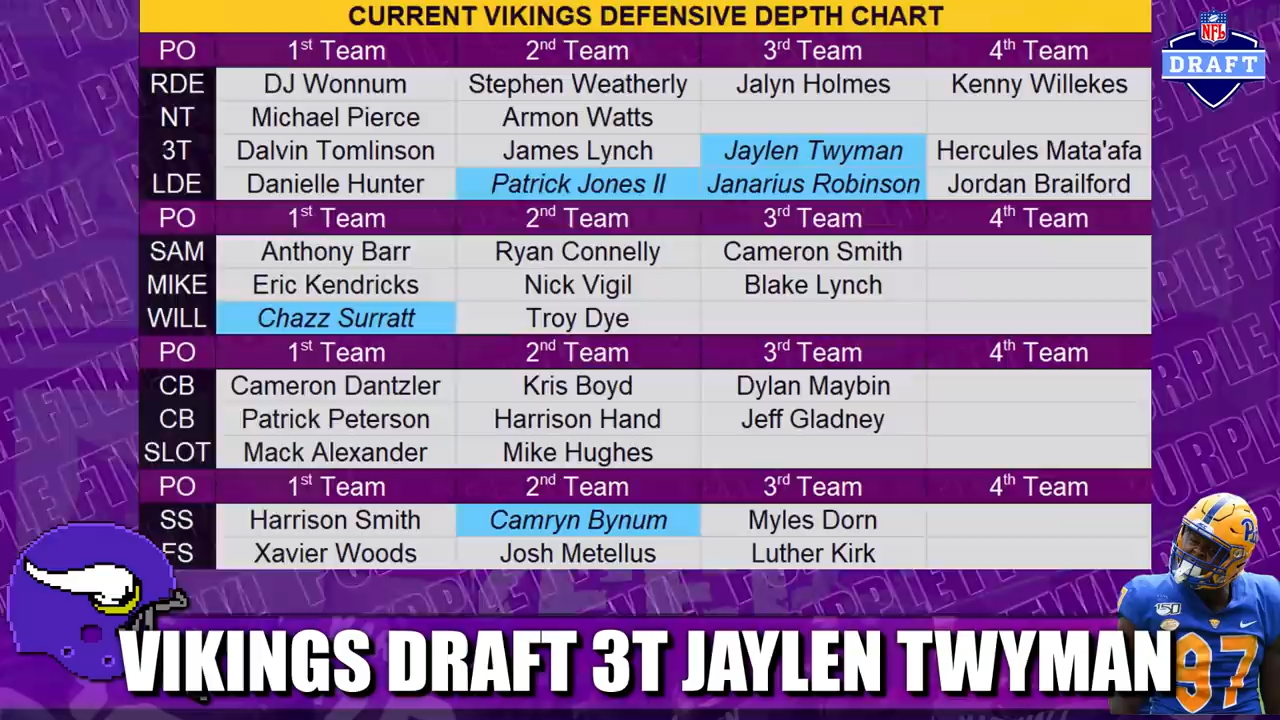 CURRENT VIKINGS DEFENSIVE DEPTH CHART
PO 1st Team 2nd Team 3rd Team 4th Team
RDE DJ Wonnum Stephen Weatherly Jalyn Holmes Kenny Willekes
NT Michael Pierce Armon Watts
3T Dalvin Tomlinson James Lynch Jaylen Twyman Hercules Mata'afa
LDE Danielle Hunter Patrick Jones II Janarius Robinson Jordan Brailford
PO 1st Team 2nd Team 3rd Team 4th Team
SAM Anthony Barr Ryan Connelly Cameron Smith
MIKE Eric Kendricks Nick Vigil Blake Lynch
WILL Chazz Surratt Troy Dye
PO 1st Team 2nd Team 3rd Team 4th Team
CB Cameron Dantzler Kris Boyd Dylan Maybin
CB Patrick Peterson Harrison Hand Jeff Gladney
SLOT Mack Alexander Mike Hughes
PO 1st Team 2nd Team 3rd Team 4th Team
SS Harrison Smith Camryn Bynum Myles Dorn
FS Xavier Woods Josh Metellus Luther Kirk
NFL
DRAFT
VIKINGS DRAFT 3T JAYLEN TWYMAN
150
97